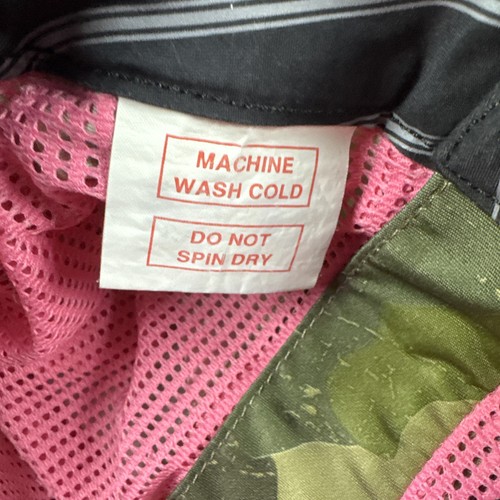 MACHINE
WASH COLD
DO NOT
SPIN DRY